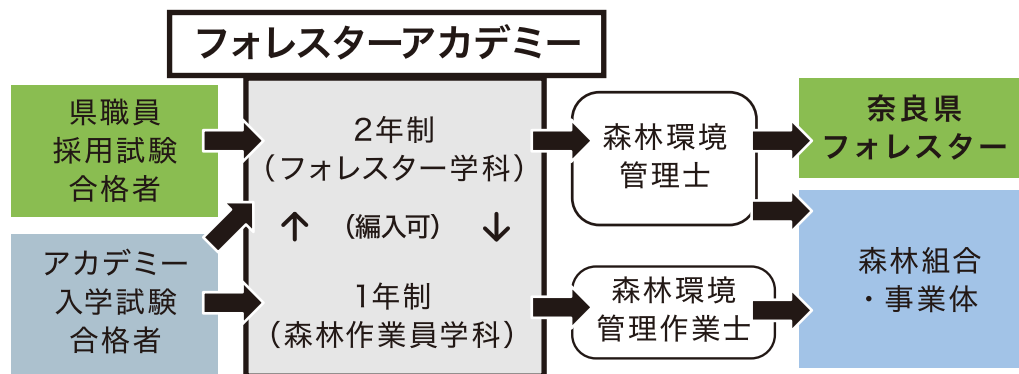 フォレスターアカデミー
県職員
採用試験
合格者
アカデミー
入学試験
合格者
2年制
（フォレスター学科）
↑ （編入可） ↓
1年制
（森林作業員学科）
森林環境
管理士
森林環境
管理作業士
奈良県
フォレスター
森林組合
・事業体